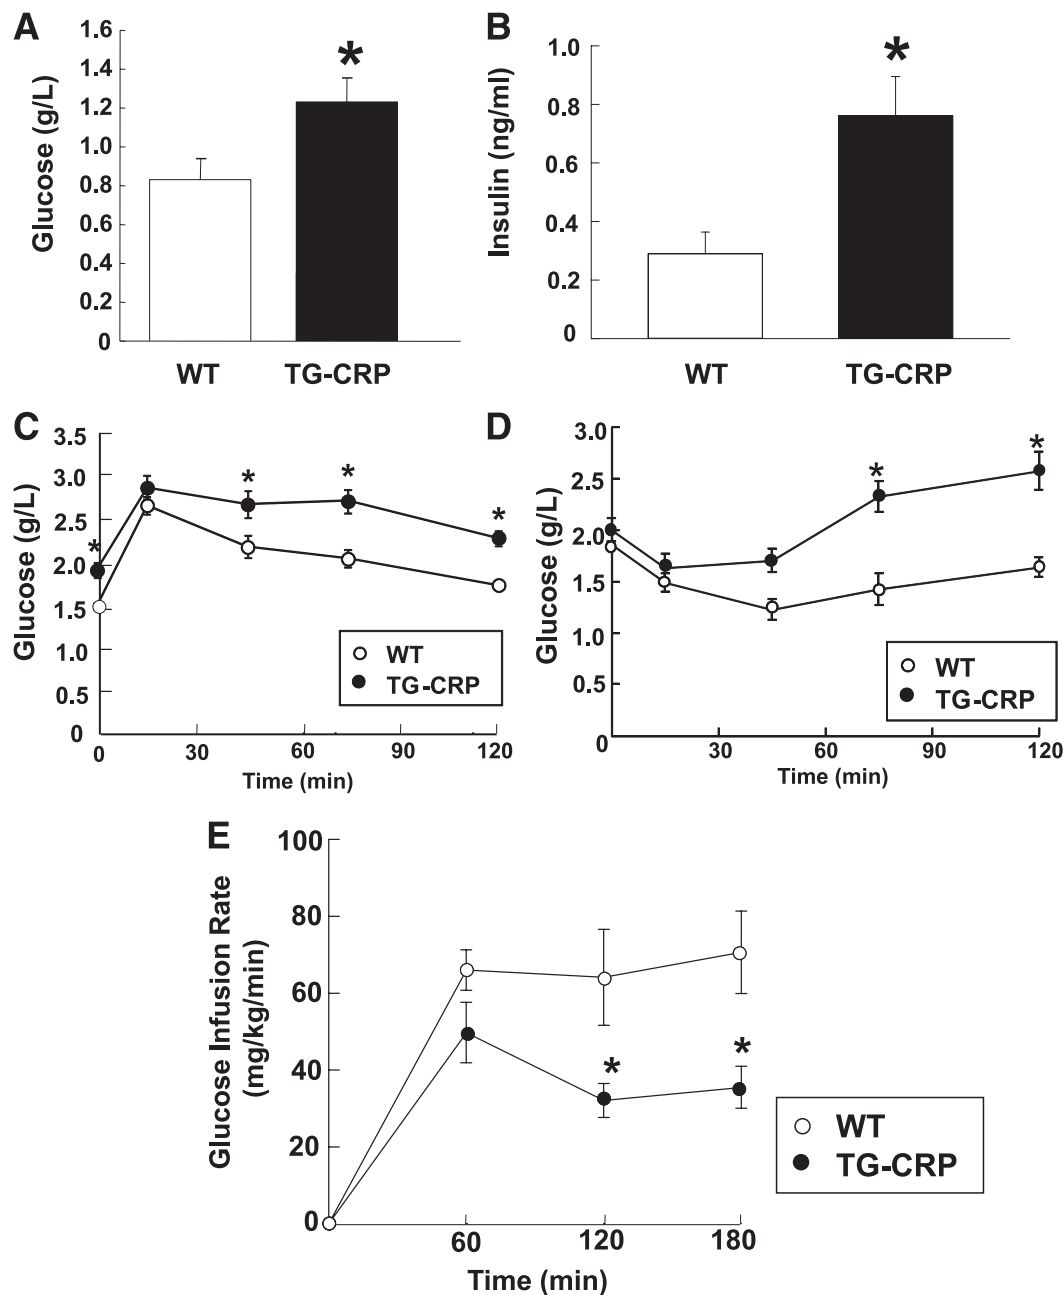 A
Glucose (g/L)
1.6
1.4
1.2
1.0
0.8
0.6
0.4
0.2
0
*
WT TG-CRP
B
Insulin (ng/ml)
1.0
0.8
0.6
0.4
0.2
0
*
WT TG-CRP
C
Glucose (g/L)
3.5
3.0
2.5
2.0
1.5
1.0
0.5
0
* * * *
WT
TG-CRP
0 30 60 90 120
Time (min)
D
Glucose (g/L)
3.0
2.5
2.0
1.5
1.0
0.5
0
* *
WT
TG-CRP
0 30 60 90 120
Time (min)
E
Glucose Infusion Rate
(mg/kg/min)
100
80
60
40
20
0
* *
WT
TG-CRP
60 120 180
Time (min)